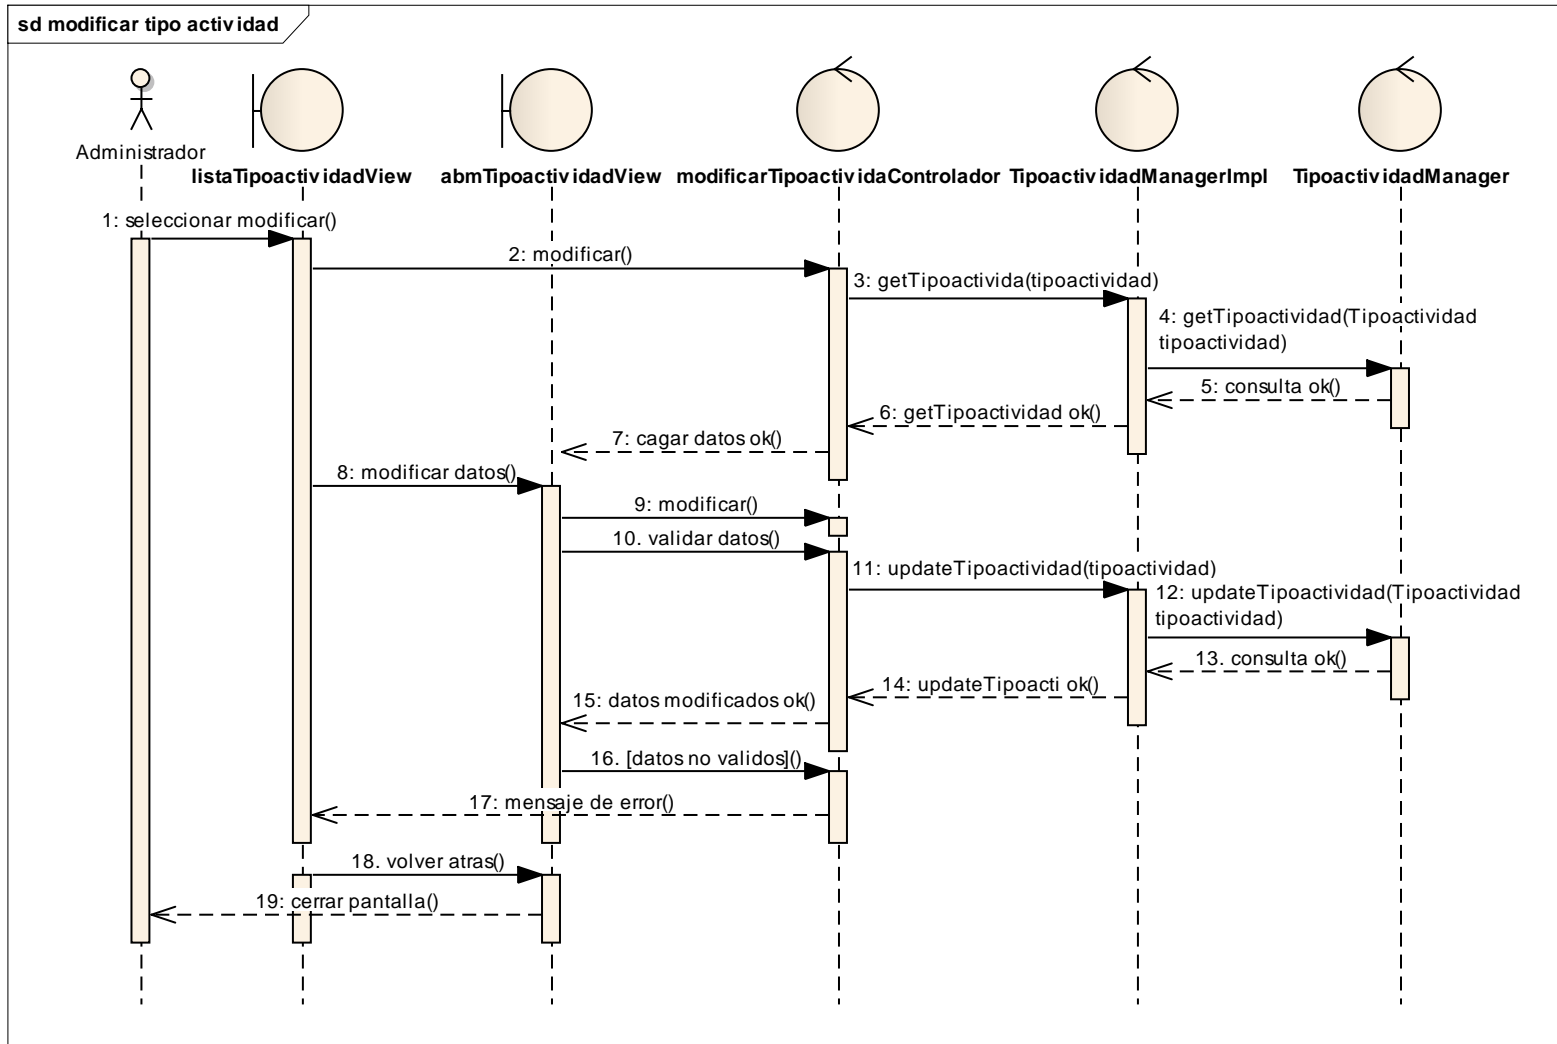 sd modificar tipo actividad
Administrador
listaTipoactividadView
abmTipoactividadView
modificarTipoactividaControlador
TipoactividadManagerImpl
TipoactividadManager
1: seleccionar modificar()
2: modificar()
3: getTipoactivida(tipoactividad)
4: getTipoactividad(Tipoactividad
tipoactividad)
5: consulta ok()
6: getTipoactividad ok()
7: cagar datos ok()
8: modificar datos()
9: modificar()
10. validar datos()
11: updateTipoactividad(tipoactividad)
12: updateTipoactividad(Tipoactividad
tipoactividad)
13. consulta ok()
14: updateTipoacti ok()
15: datos modificados ok()
16. [datos no validos]()
17: mensaje de error()
18. volver atras()
19: cerrar pantalla()